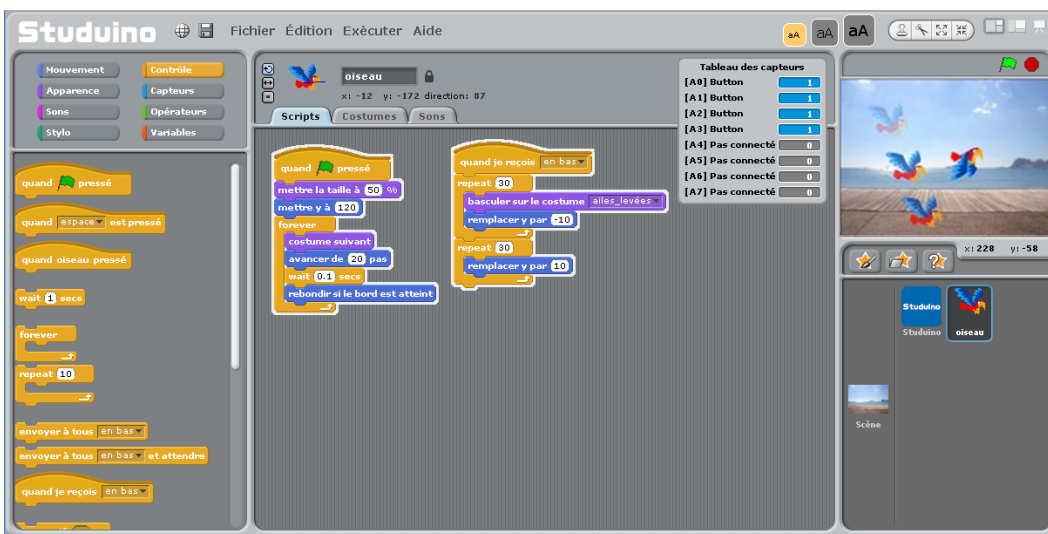 Studuino Fichier Édition Exécuter Aide aA aA aA
Mouvement Contrôle
Apparence Capteurs
Sons Opérateurs
Stylo Variables
quand pressé
quand espace est pressé
quand oiseau pressé
wait 1 secs
forever
repeat 10
envoyer à tous en bas
envoyer à tous en bas et attendre
quand je reçois en bas
oiseau
x: -12 y: -172 direction: 87
Scripts Costumes Sons
quand pressé
mettre la taille à 50 %
mettre y à 120
forever
costume suivant
avancer de 20 pas
wait 0.1 secs
rebondir si le bord est atteint
quand je reçois en bas
repeat 30
basculer sur le costume ailes_levées
remplacer y par -10
repeat 30
remplacer y par 10
Tableau des capteurs
[A0] Button 1
[A1] Button 1
[A2] Button 1
[A3] Button 1
[A4] Pas connecté 0
[A5] Pas connecté 0
[A6] Pas connecté 0
[A7] Pas connecté 0
x: 228 y: -58
Studuino
Studuino oiseau
Scène